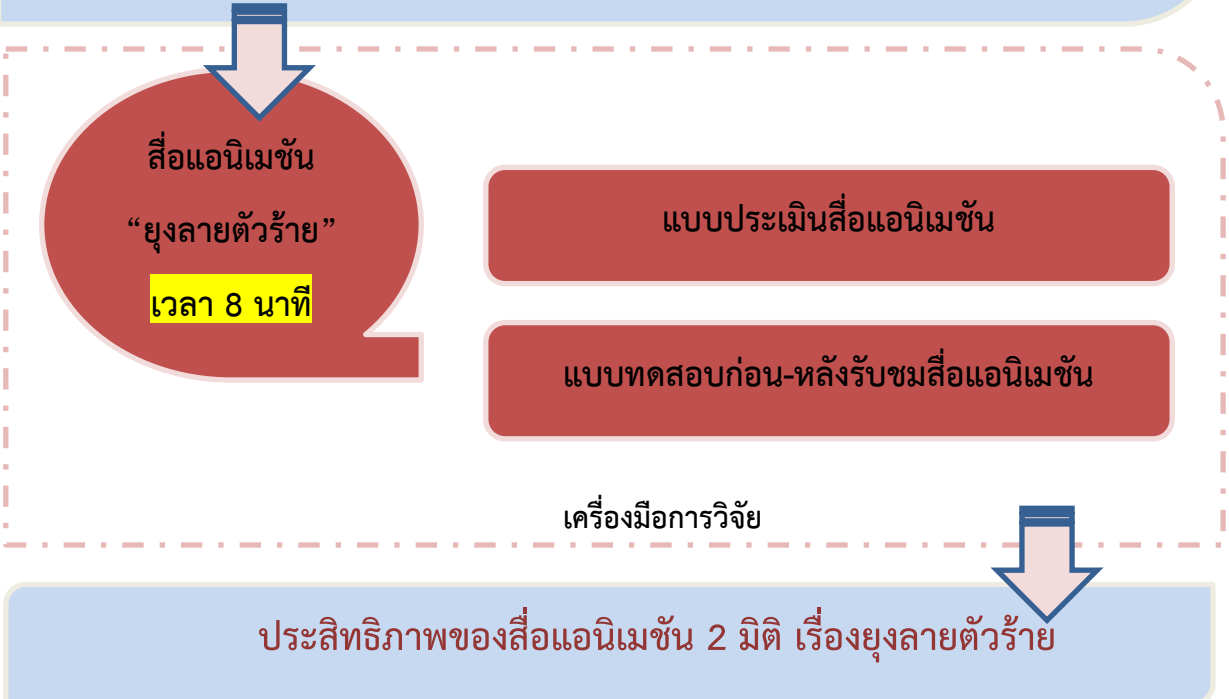 สื่อแอนิเมชัน
“ยุงลายตัวร้าย”
เวลา 8 นาที
แบบประเมินสื่อแอนิเมชัน
แบบทดสอบก่อน-หลังรับชมสื่อแอนิเมชัน
เครื่องมือการวิจัย
ประสิทธิภาพของสื่อแอนิเมชัน 2 มิติ เรื่องยุงลายตัวร้าย